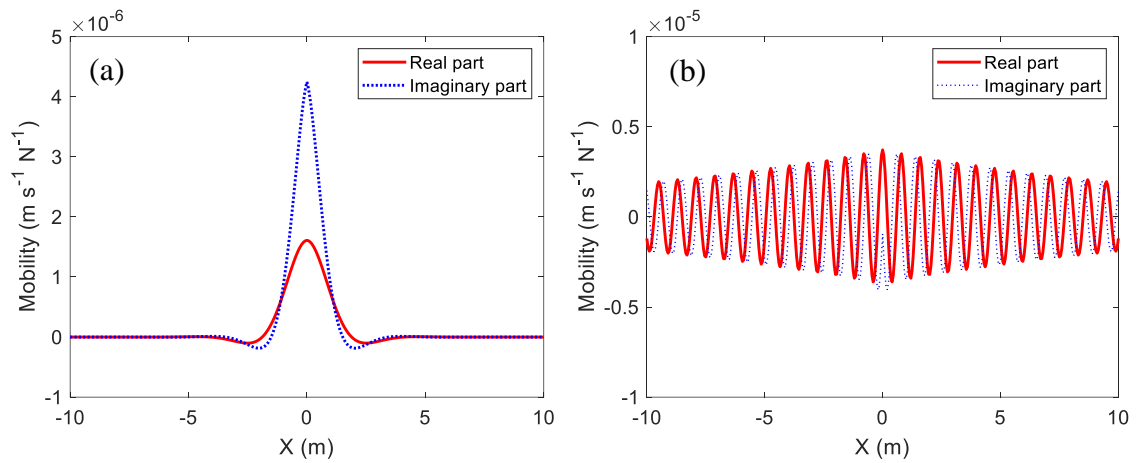 ×10⁻⁶
(a)
Real part
Imaginary part
5
4
3
2
1
0
-1
Mobility (m s⁻¹ N⁻¹)
-10
-5
0
5
10
X (m)
×10⁻⁵
(b)
Real part
Imaginary part
1
0.5
0
-0.5
-1
Mobility (m s⁻¹ N⁻¹)
-10
-5
0
5
10
X (m)